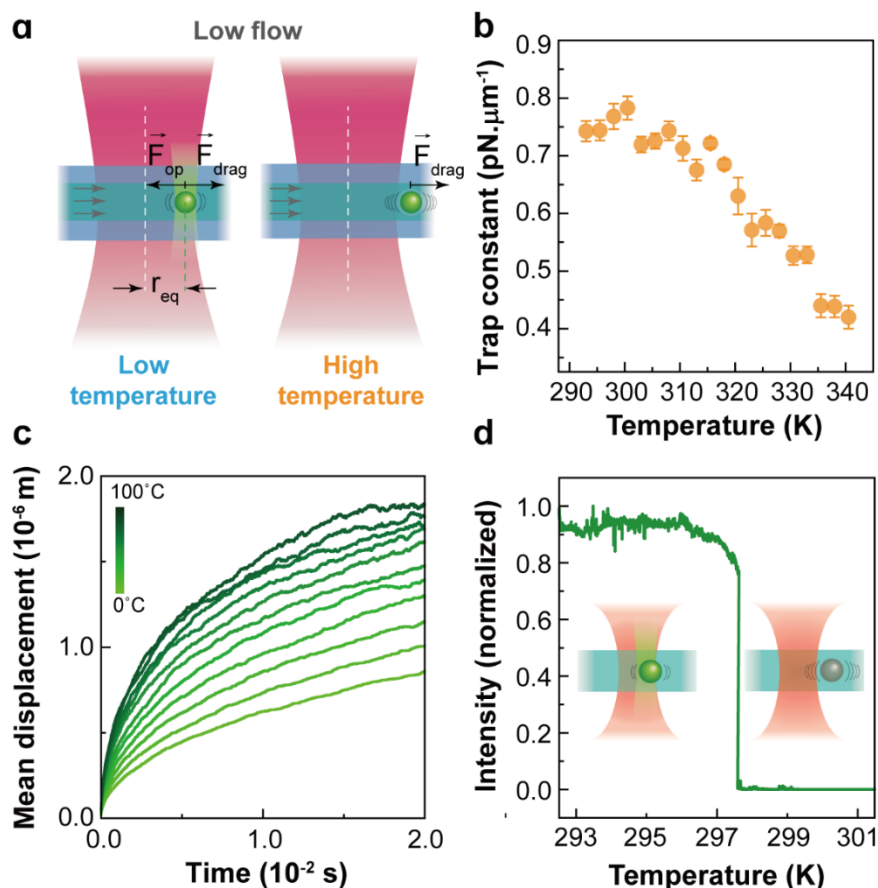 a
Low flow
F op
F drag
F drag
r eq
Low temperature
High temperature
b
Trap constant (pN.μm⁻¹)
0.9
0.8
0.7
0.6
0.5
0.4
290 300 310 320 330 340
Temperature (K)
c
Mean displacement (10⁻⁶ m)
2.0
1.0
0.0
100°C
0°C
0.0 1.0 2.0
Time (10⁻² s)
d
Intensity (normalized)
1.0
0.8
0.6
0.4
0.2
0.0
293 295 297 299 301
Temperature (K)